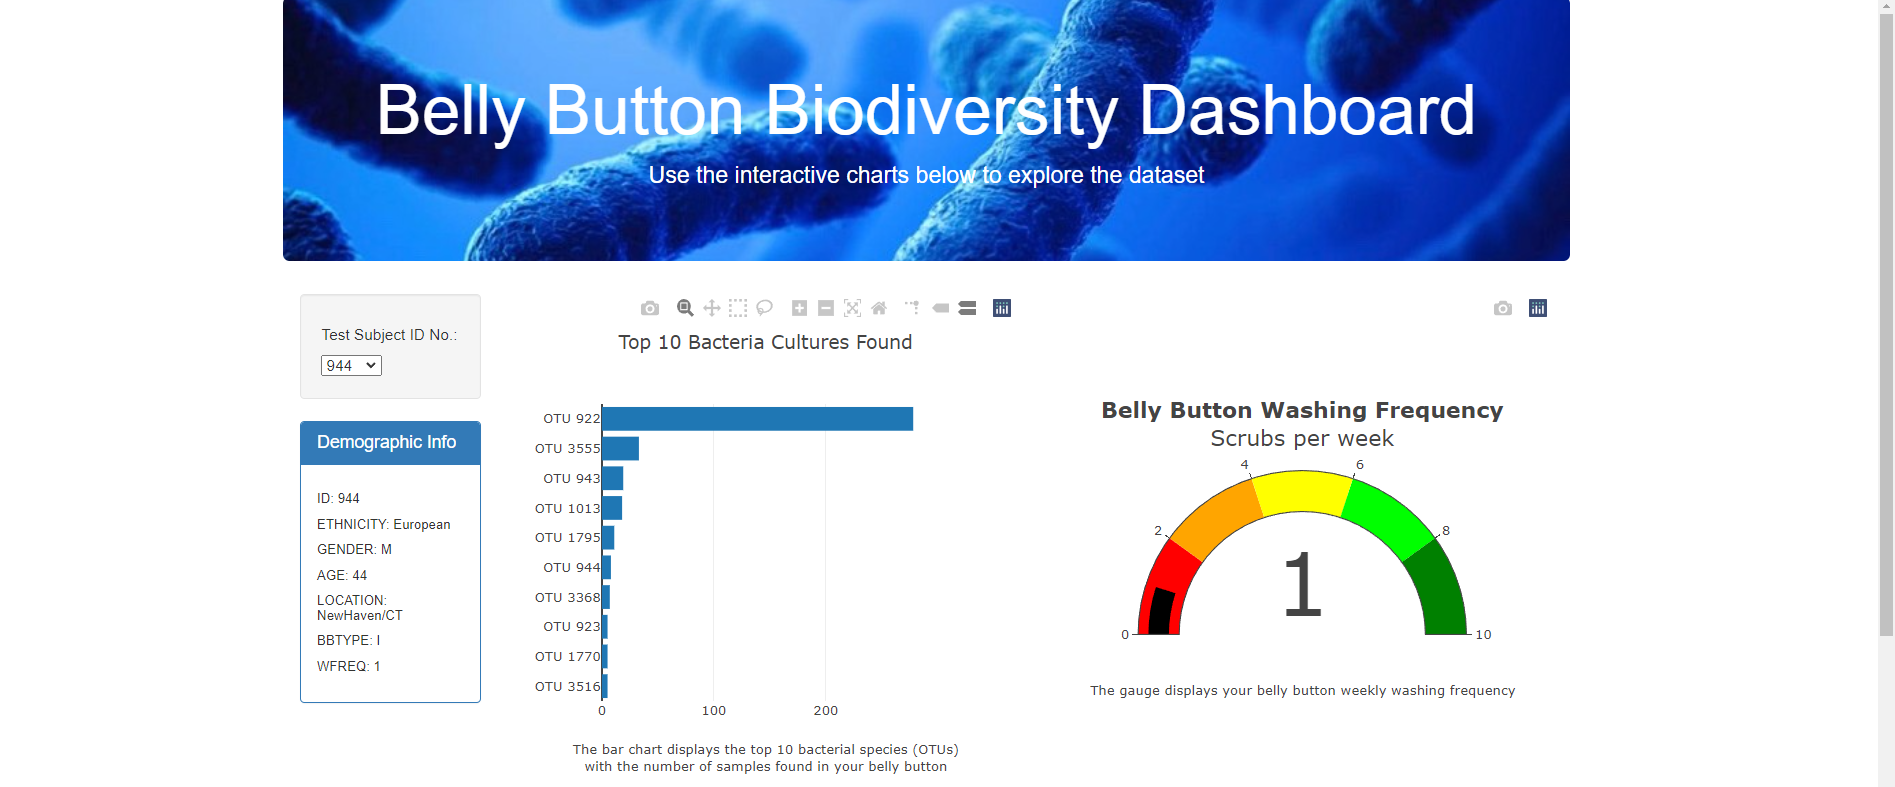 Belly Button Biodiversity Dashboard
Use the interactive charts below to explore the dataset
Test Subject ID No.:
944
Demographic Info
ID: 944
ETHNICITY: European
GENDER: M
AGE: 44
LOCATION:
NewHaven/CT
BBTYPE: I
WFREQ: 1
Top 10 Bacteria Cultures Found
OTU 922
OTU 3555
OTU 943
OTU 1013
OTU 1795
OTU 944
OTU 3368
OTU 923
OTU 1770
OTU 3516
0 100 200
The bar chart displays the top 10 bacterial species (OTUs)
with the number of samples found in your belly button
Belly Button Washing Frequency
Scrubs per week
4 6
2 8
1
0 10
The gauge displays your belly button weekly washing frequency